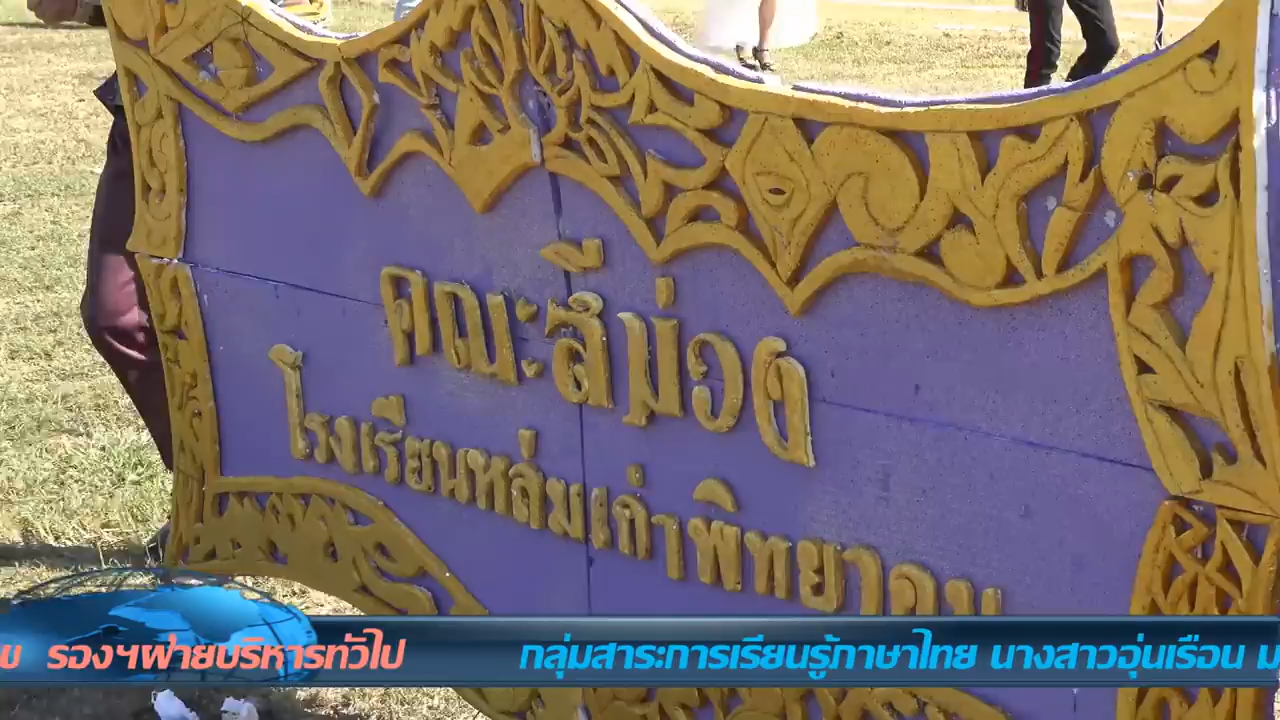 คณะสีม่วง
โรงเรียนหล่มเก่าพิทยาคม
ข รองฯฝ่ายบริหารทั่วไป กลุ่มสาระการเรียนรู้ภาษาไทย นางสาวอุ่นเรือน ม